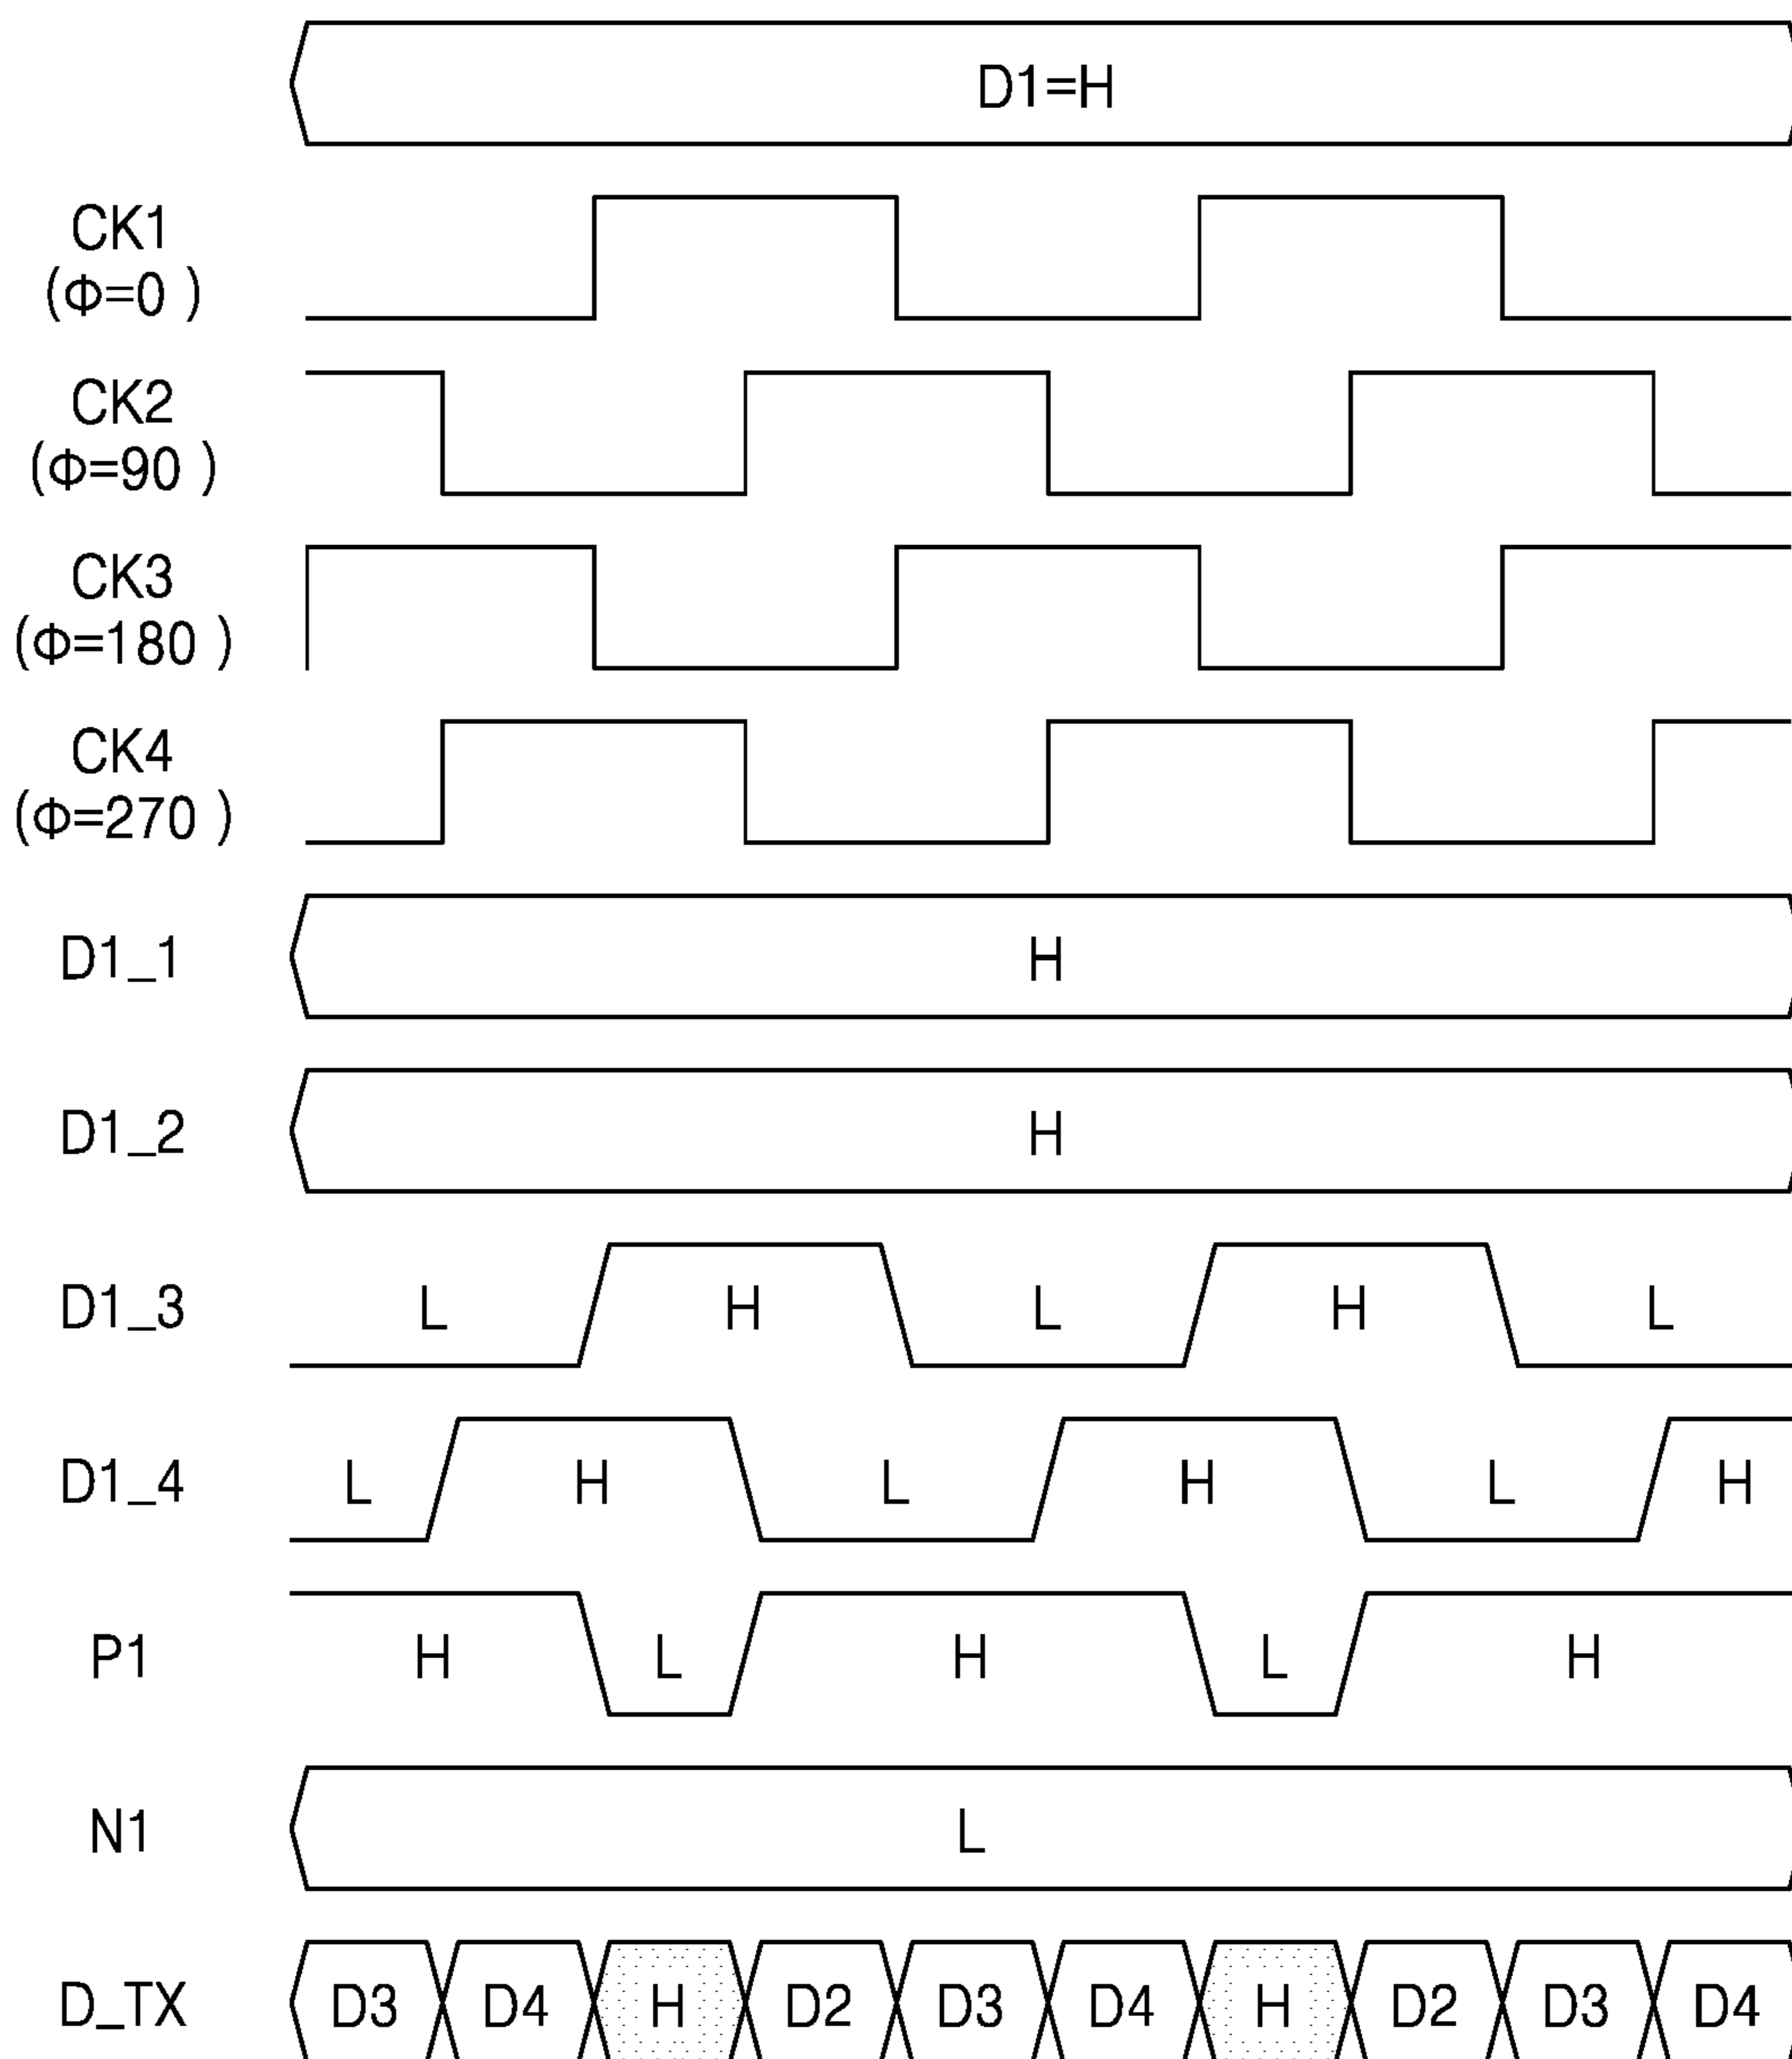 D1=H
CK1
(Φ=0 )
CK2
(Φ=90 )
CK3
(Φ=180 )
CK4
(Φ=270 )
D1_1 H
D1_2 H
D1_3 L H L H L
D1_4 L H L H L H
P1 H L H L H
N1 L
D_TX D3 D4 H D2 D3 D4 H D2 D3 D4